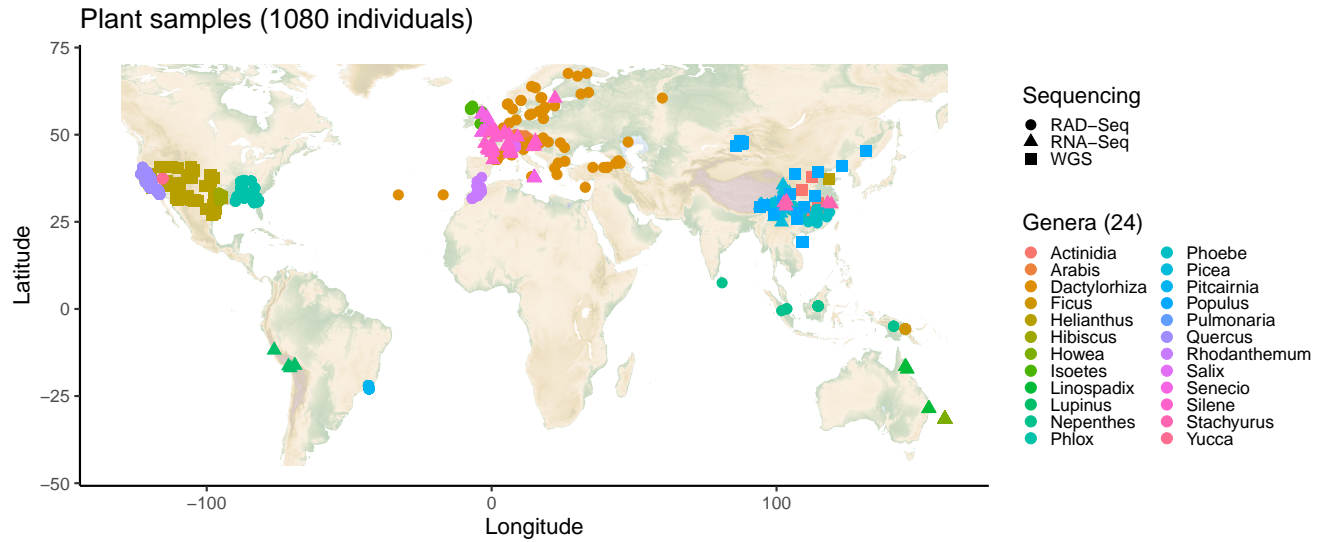 Plant samples (1080 individuals)
75
50
25
0
−25
−50
Latitude
−100
0
100
Longitude
Sequencing
RAD−Seq
RNA−Seq
WGS
Genera (24)
Actinidia
Arabis
Dactylorhiza
Ficus
Helianthus
Hibiscus
Howea
Isoetes
Linospadix
Lupinus
Nepenthes
Phlox
Phoebe
Picea
Pitcairnia
Populus
Pulmonaria
Quercus
Rhodanthemum
Salix
Senecio
Silene
Stachyurus
Yucca